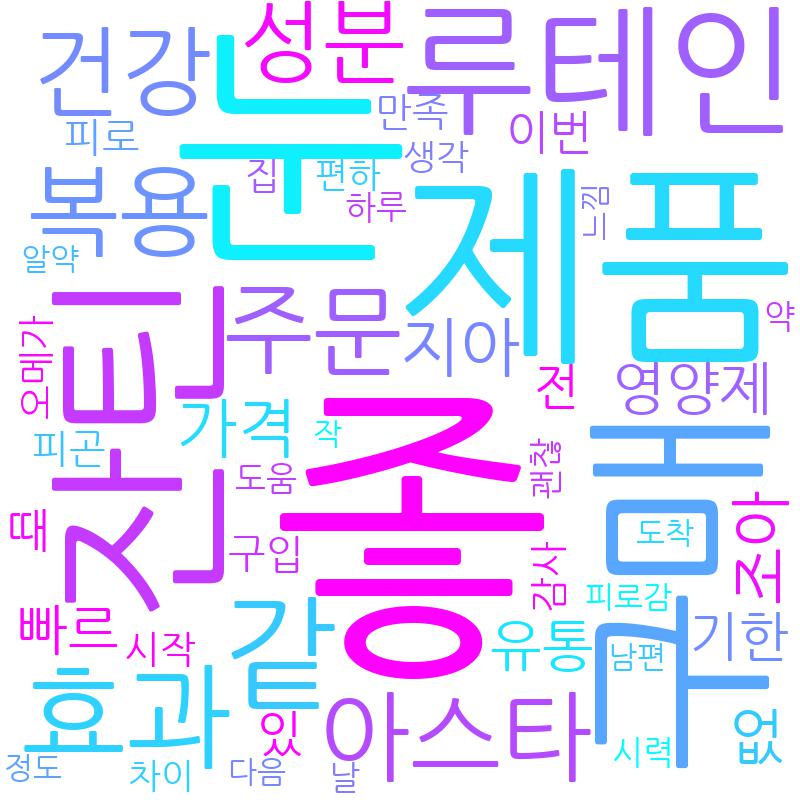 건강
눈
성분
루테인
피로
만족
이번
생각
집
편하
하루
복용
제품
느낌
알약
약
잔틴
주문
지아
오메가
전
영양제
가격
작
좋
구매
피곤
도움
괜찮
때
구입
감사
도착
조아
빠르
시작
같
피로감
유통
기한
남편
효과
있
아스타
시력
없
정도
차이
다음
날